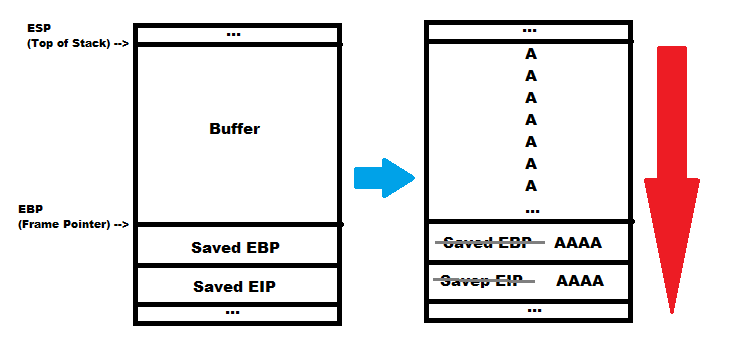 ESP
(Top of Stack) -->
...
Buffer
EBP
(Frame Pointer) -->
Saved EBP
Saved EIP
...
...
A
A
A
A
A
A
A
...
Saved EBP AAAA
Savep EIP AAAA
...